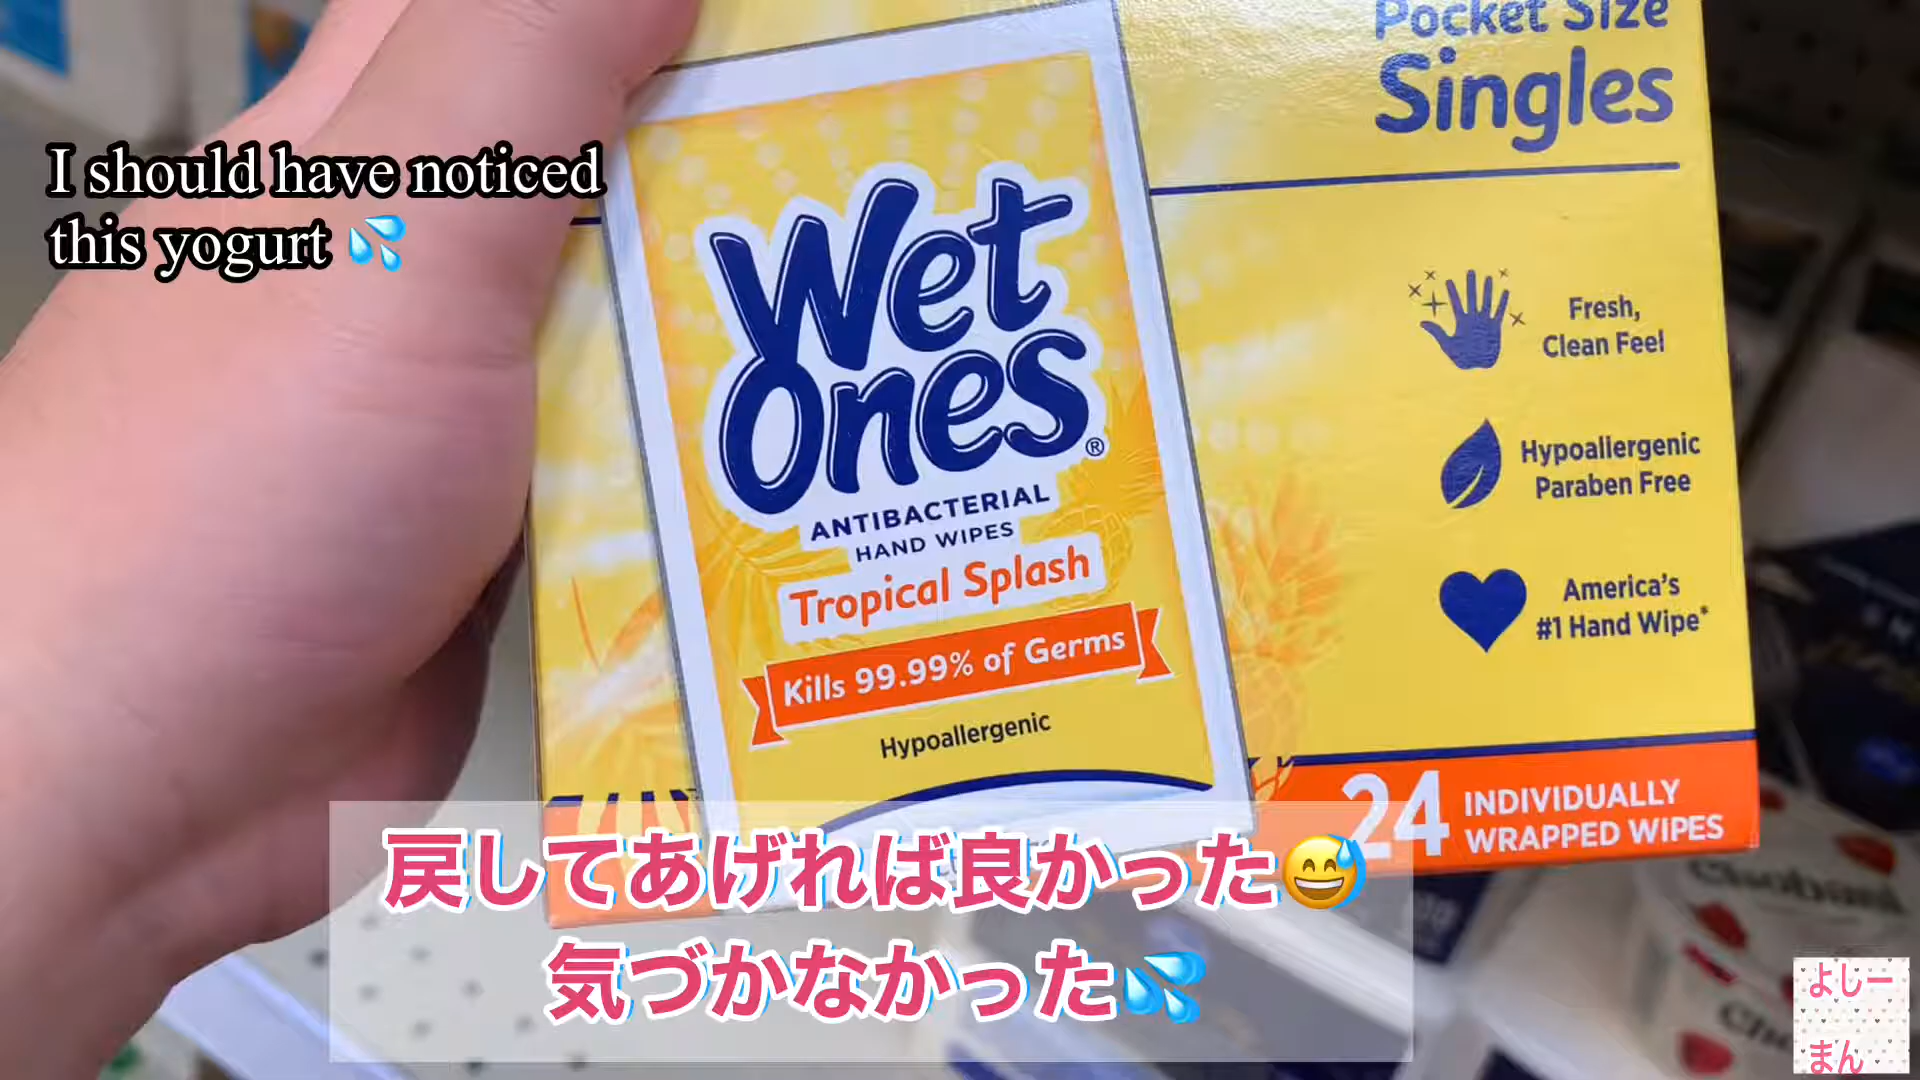 Pocket Size
Singles
I should have noticed
this yogurt 💦
Wet
Ones®
ANTIBACTERIAL
HAND WIPES
Tropical Splash
Kills 99.99% of Germs
Hypoallergenic
Fresh,
Clean Feel
Hypoallergenic
Paraben Free
America's
#1 Hand Wipe*
24 INDIVIDUALLY
WRAPPED WIPES
戻してあげれば良かった😅
気づかなかった💦
Chobani
よしー
まん